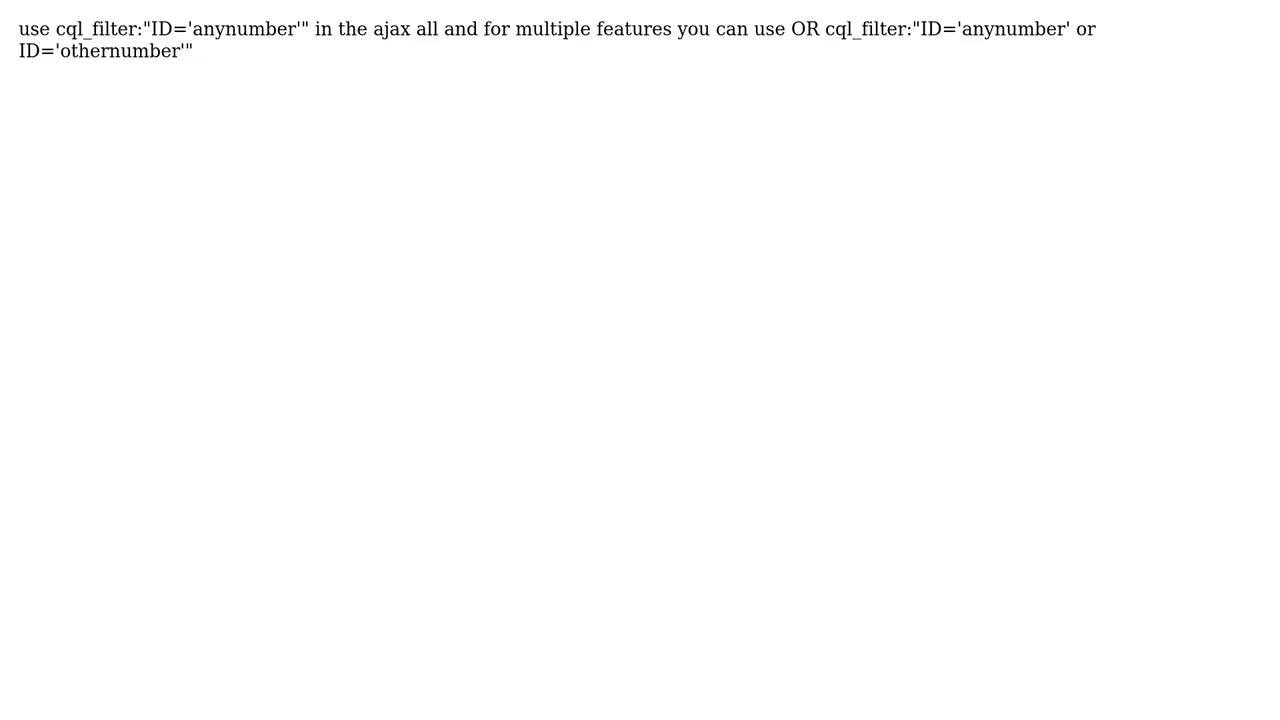 use cql_filter:"ID='anynumber'" in the ajax all and for multiple features you can use OR cql_filter:"ID='anynumber' or
ID='othernumber'"